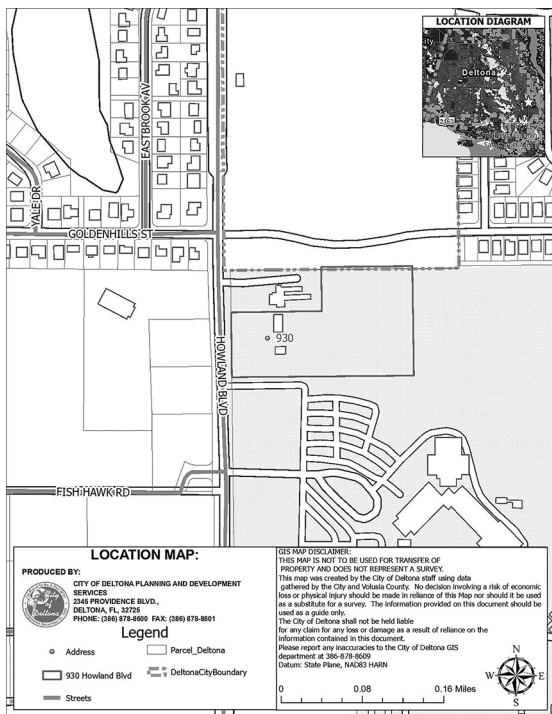 LOCATION DIAGRAM
Deltona
EASTBROOK AV
YALE DR
GOLDENHILLS ST
930
HOWLAND BLVD
FISH HAWK RD
LOCATION MAP:
PRODUCED BY:
CITY OF DELTONA PLANNING AND DEVELOPMENT
SERVICES
2345 PROVIDENCE BLVD.,
DELTONA, FL, 32725
PHONE: (386) 878-8600 FAX: (386) 878-8601
City
of
Deltona
Legend
Address
Parcel_Deltona
930 Howland Blvd
DeltonaCityBoundary
Streets
GIS MAP DISCLAIMER:
THIS MAP IS NOT TO BE USED FOR TRANSFER OF
PROPERTY AND DOES NOT REPRESENT A SURVEY.
This map was created by the City of Deltona staff using data
gathered by the City and Volusia County. No decision involving a risk of economic
loss or physical injury should be made in reliance of this Map nor should it be used
as a substitute for a survey. The information provided on this document should be
used as a guide only.
The City of Deltona shall not be held liable
for any claim for any loss or damage as a result of reliance on the
information contained in this document.
Please report any inaccuracies to the City of Deltona GIS
department at 386-878-8609
Datum: State Plane, NAD83 HARN
0 0.08 0.16 Miles
N
W E
S